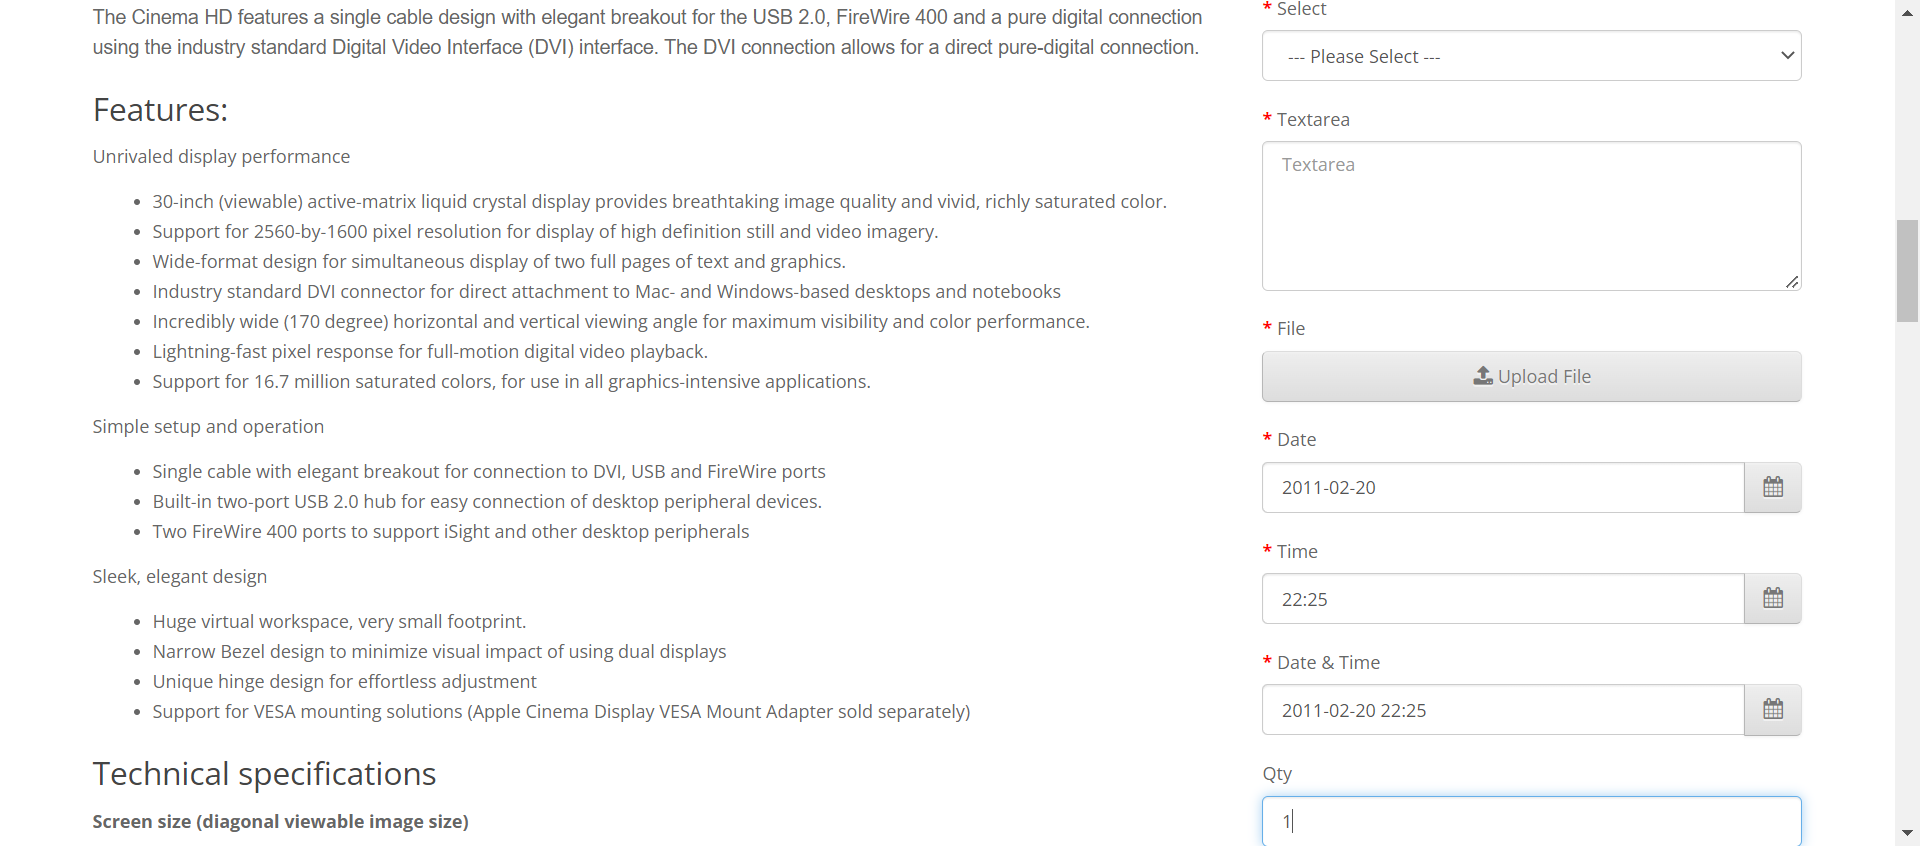 The Cinema HD features a single cable design with elegant breakout for the USB 2.0, FireWire 400 and a pure digital connection
using the industry standard Digital Video Interface (DVI) interface. The DVI connection allows for a direct pure-digital connection.
Features:
Unrivaled display performance
• 30-inch (viewable) active-matrix liquid crystal display provides breathtaking image quality and vivid, richly saturated color.
• Support for 2560-by-1600 pixel resolution for display of high definition still and video imagery.
• Wide-format design for simultaneous display of two full pages of text and graphics.
• Industry standard DVI connector for direct attachment to Mac- and Windows-based desktops and notebooks
• Incredibly wide (170 degree) horizontal and vertical viewing angle for maximum visibility and color performance.
• Lightning-fast pixel response for full-motion digital video playback.
• Support for 16.7 million saturated colors, for use in all graphics-intensive applications.
Simple setup and operation
• Single cable with elegant breakout for connection to DVI, USB and FireWire ports
• Built-in two-port USB 2.0 hub for easy connection of desktop peripheral devices.
• Two FireWire 400 ports to support iSight and other desktop peripherals
Sleek, elegant design
• Huge virtual workspace, very small footprint.
• Narrow Bezel design to minimize visual impact of using dual displays
• Unique hinge design for effortless adjustment
• Support for VESA mounting solutions (Apple Cinema Display VESA Mount Adapter sold separately)
Technical specifications
Screen size (diagonal viewable image size)
* Select
--- Please Select ---
* Textarea
Textarea
* File
Upload File
* Date
2011-02-20
* Time
22:25
* Date & Time
2011-02-20 22:25
Qty
1